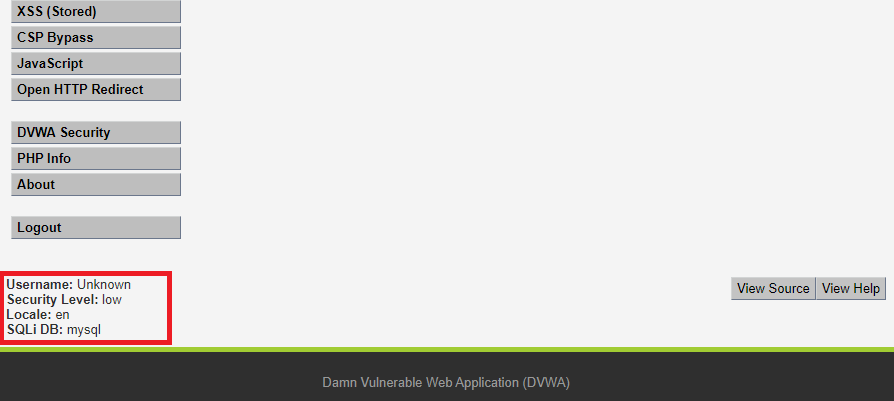 XSS (Stored)
CSP Bypass
JavaScript
Open HTTP Redirect
DVWA Security
PHP Info
About
Logout
Username: Unknown
Security Level: low
Locale: en
SQLi DB: mysql
View Source View Help
Damn Vulnerable Web Application (DVWA)